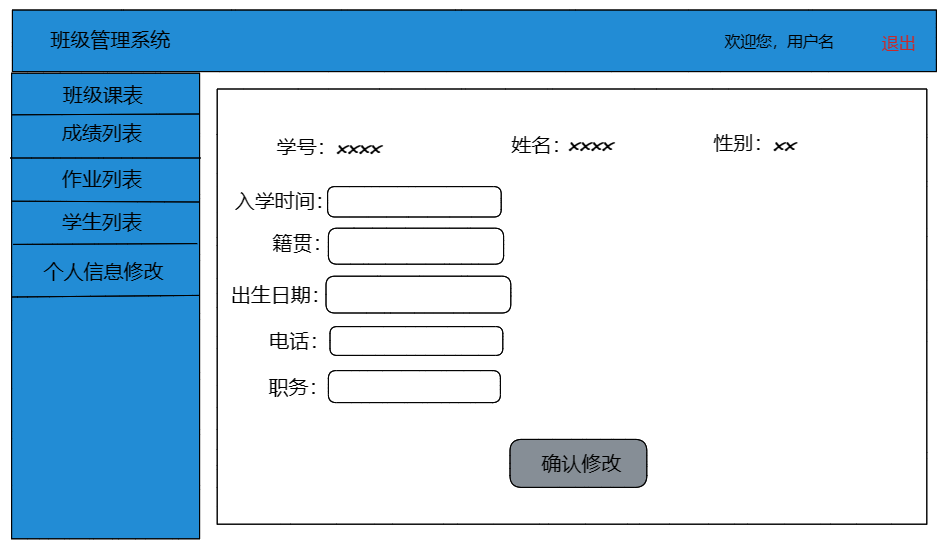 班级管理系统
欢迎您，用户名
退出
班级课表
成绩列表
作业列表
学生列表
个人信息修改
学号：xxxx
姓名：xxxx
性别：xx
入学时间：
籍贯：
出生日期：
电话：
职务：
确认修改